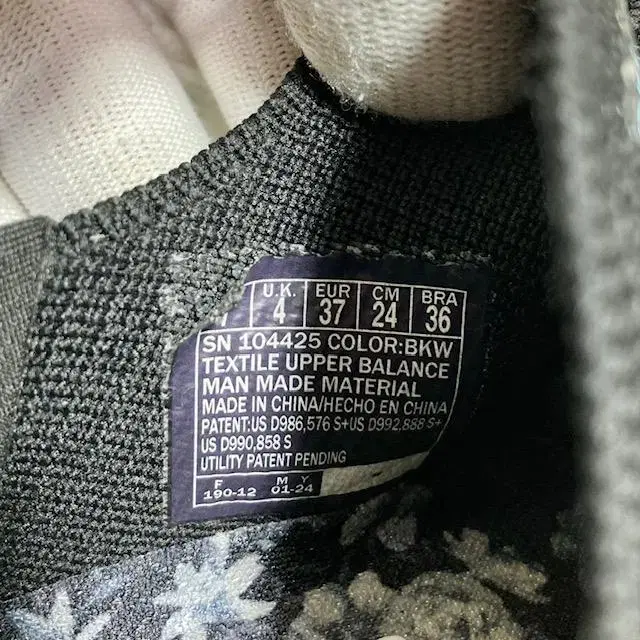 U.K. EUR CM BRA
4 37 24 36
SN 104425 COLOR:BKW
TEXTILE UPPER BALANCE
MAN MADE MATERIAL
MADE IN CHINA/HECHO EN CHINA
PATENT:US D986,576 S+US D992,888 S+
US D990,858 S
UTILITY PATENT PENDING
F M Y
190-12 01-24